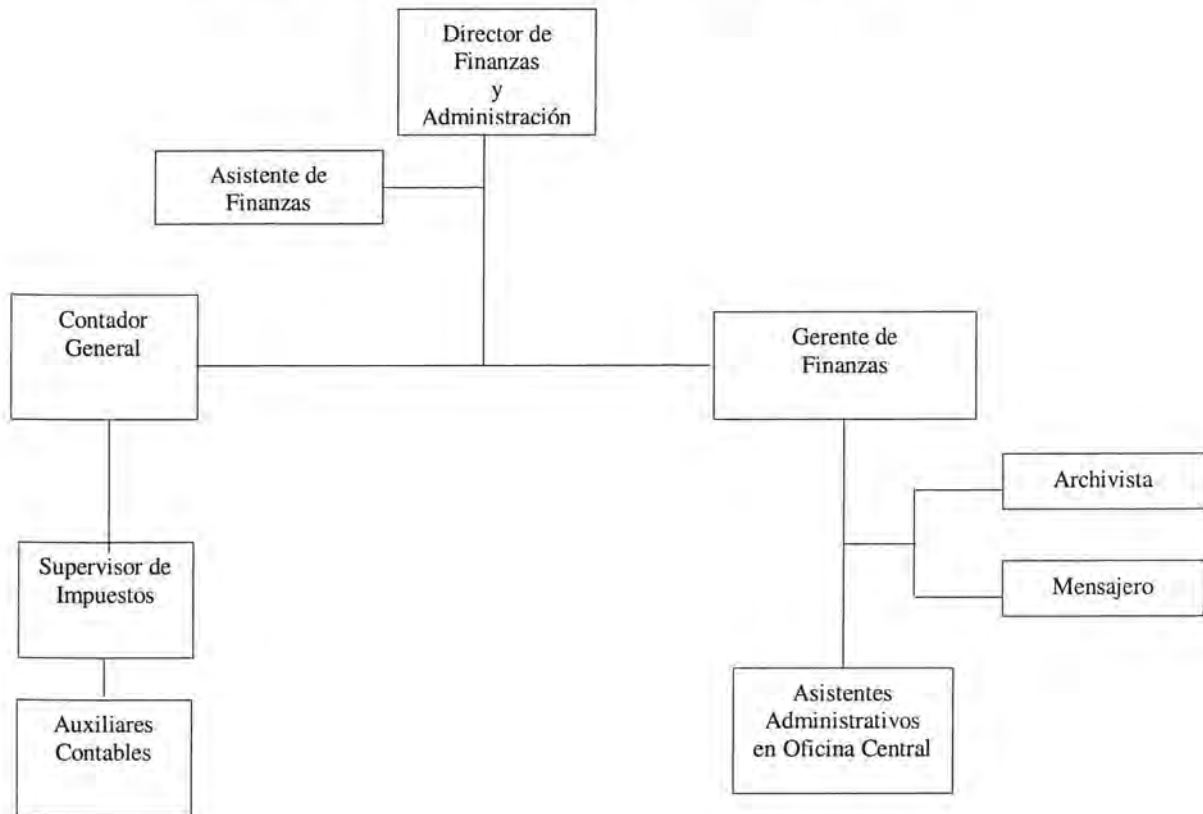 Director de
Finanzas
y
Administración
Asistente de
Finanzas
Contador
General
Gerente de
Finanzas
Archivista
Supervisor de
Impuestos
Mensajero
Auxiliares
Contables
Asistentes
Administrativos
en Oficina Central